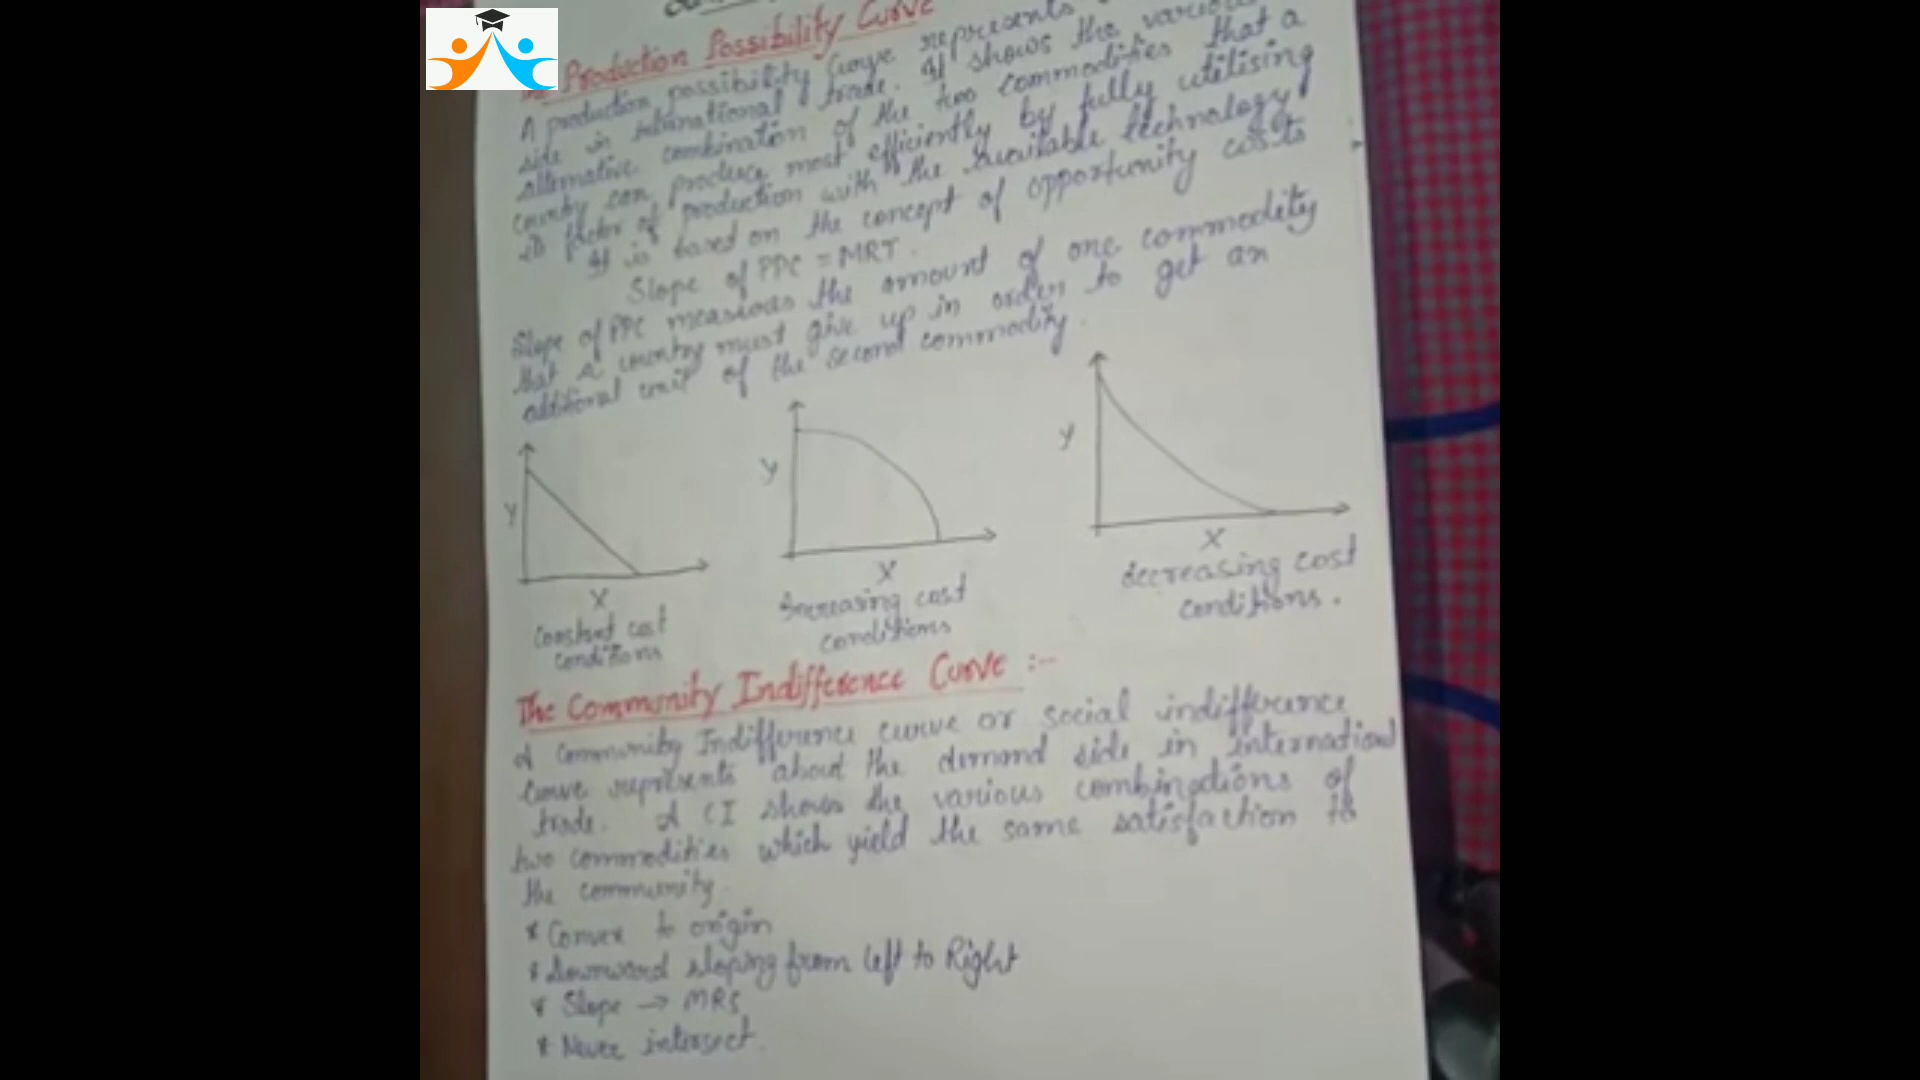 The Production Possibility Curve
A production possibility curve represents
side in international trade. It shows the various
alternative combination of the two commodities that a
country can produce most efficiently by fully utilising
its factor of production with the available technology.
It is based on the concept of opportunity costs
Slope of PPC = MRT.
Slope of PPC measures the amount of one commodity
that a country must give up in order to get an
additional unit of the second commodity.
Y
X
Constant cost
conditions
Y
X
Increasing cost
conditions
Y
X
decreasing cost
conditions.
The Community Indifference Curve :-
A Community Indifference curve or social indifference
curve represents about the demand side in international
trade. A CI shows the various combinations of
two commodities which yield the same satisfaction to
the community.
* Convex to origin
* Downward sloping from left to Right
* Slope → MRS
* Never intersect.